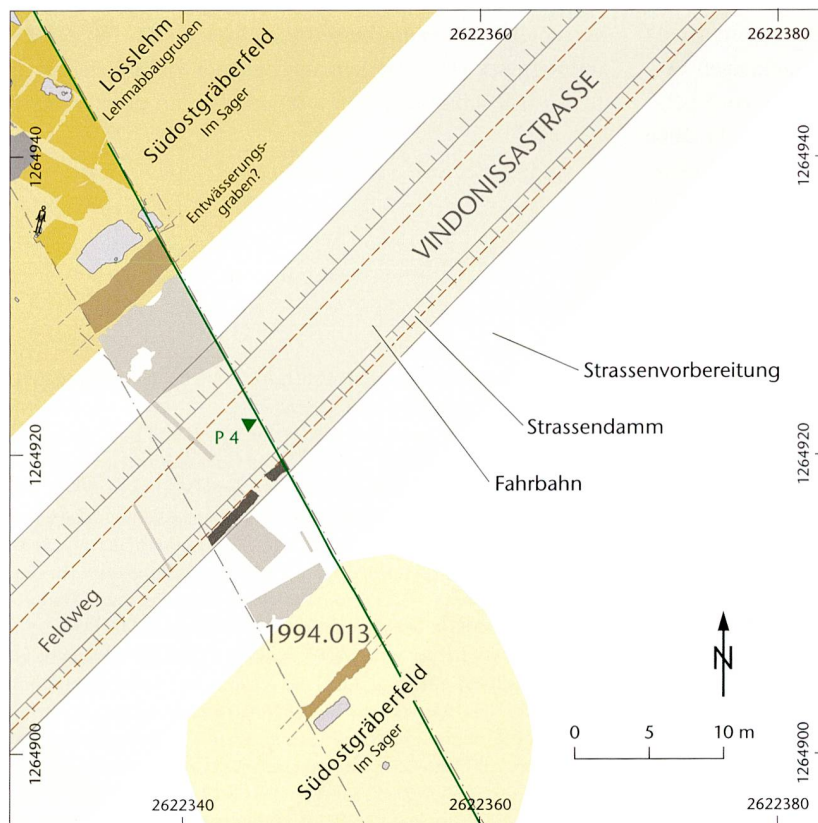 2622360
2622380
Lösslehm
Lehmabbaugruben
Südostgräberfeld
Im Sager
Entwässerungs-
graben?
1264940
1264940
VINDONISSASTRASSE
Strassenvorbereitung
Strassendamm
Fahrbahn
P 4
1264920
1264920
Feldweg
1994.013
Südostgräberfeld
Im Sager
N
0 5 10 m
1264900
1264900
2622340
2622360
2622380